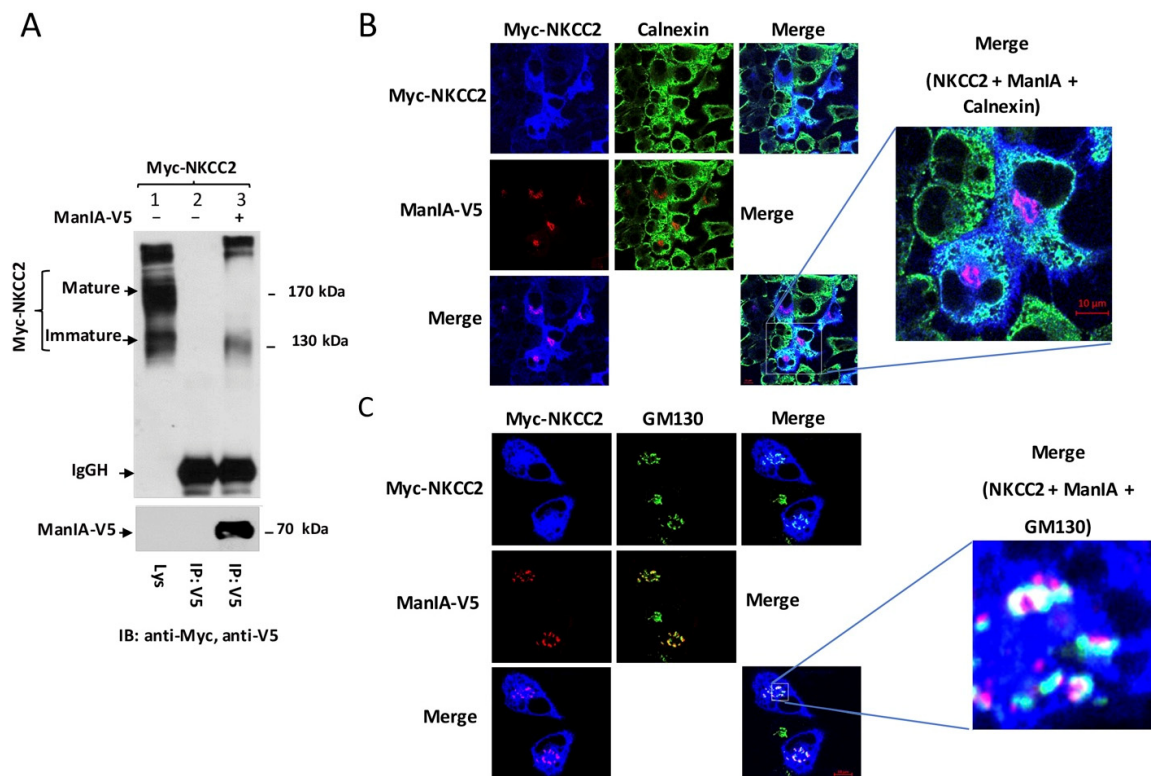 A
Myc-NKCC2
1 2 3
ManIA-V5 – – +
Myc-NKCC2
Mature
170 kDa
Immature
130 kDa
IgGH
ManIA-V5
70 kDa
Lys
IP: V5
IP: V5
IB: anti-Myc, anti-V5
B
Myc-NKCC2 Calnexin Merge
Myc-NKCC2
ManIA-V5
Merge
Merge
Merge
(NKCC2 + ManIA +
Calnexin)
10 µm
C
Myc-NKCC2 GM130 Merge
Myc-NKCC2
ManIA-V5
Merge
Merge
Merge
(NKCC2 + ManIA +
GM130)